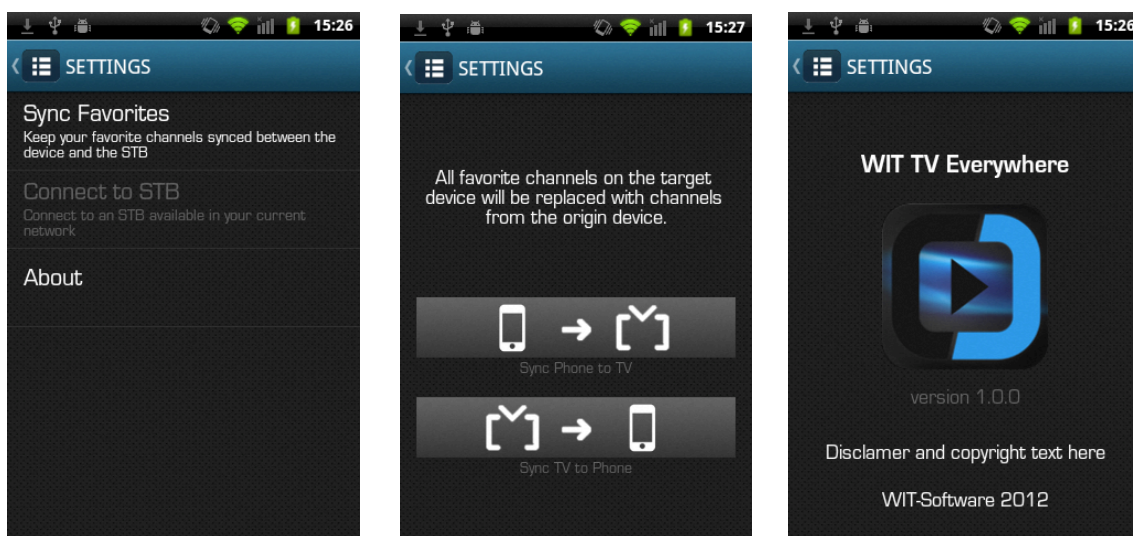 15:26
SETTINGS
Sync Favorites
Keep your favorite channels synced between the
device and the STB
Connect to STB
Connect to an STB available in your current
network
About
15:27
SETTINGS
All favorite channels on the target
device will be replaced with channels
from the origin device.
Sync Phone to TV
Sync TV to Phone
15:26
SETTINGS
WIT TV Everywhere
version 1.0.0
Disclamer and copyright text here
WIT-Software 2012